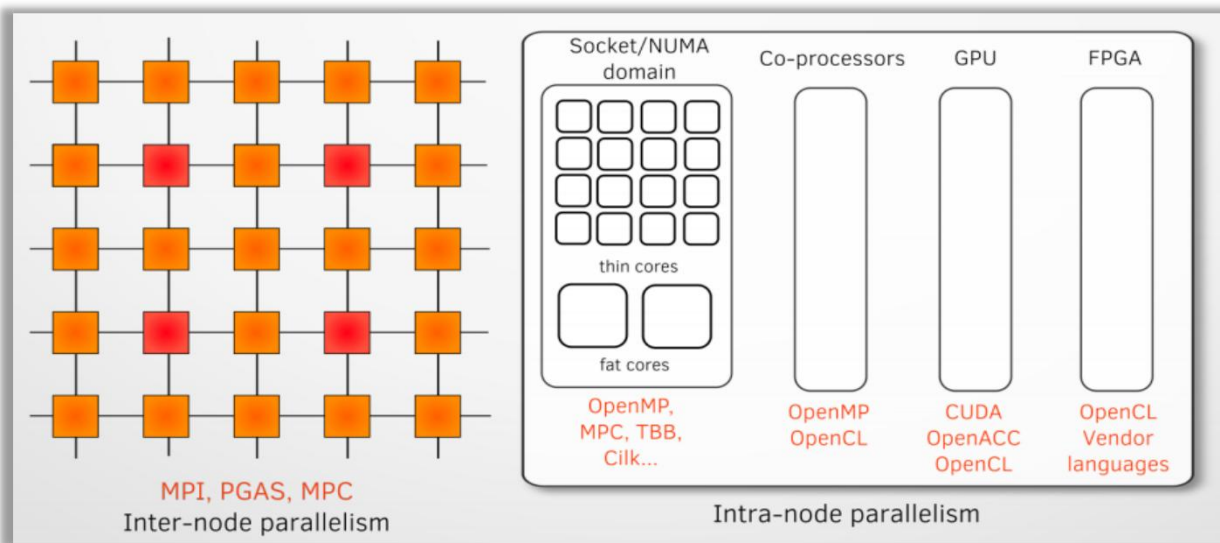 MPI, PGAS, MPC
Inter-node parallelism
Socket/NUMA
domain
thin cores
fat cores
OpenMP,
MPC, TBB,
Cilk...
Co-processors
OpenMP
OpenCL
GPU
CUDA
OpenACC
OpenCL
FPGA
OpenCL
Vendor
languages
Intra-node parallelism